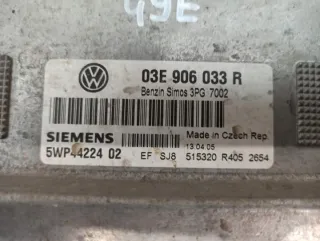 49E
03E 906 033 R
Benzin Simos 3PG 7002
SIEMENS
Made in Czech Rep.
13.04.05
5WP44224 02
EF SJ8 515320 R405 2654